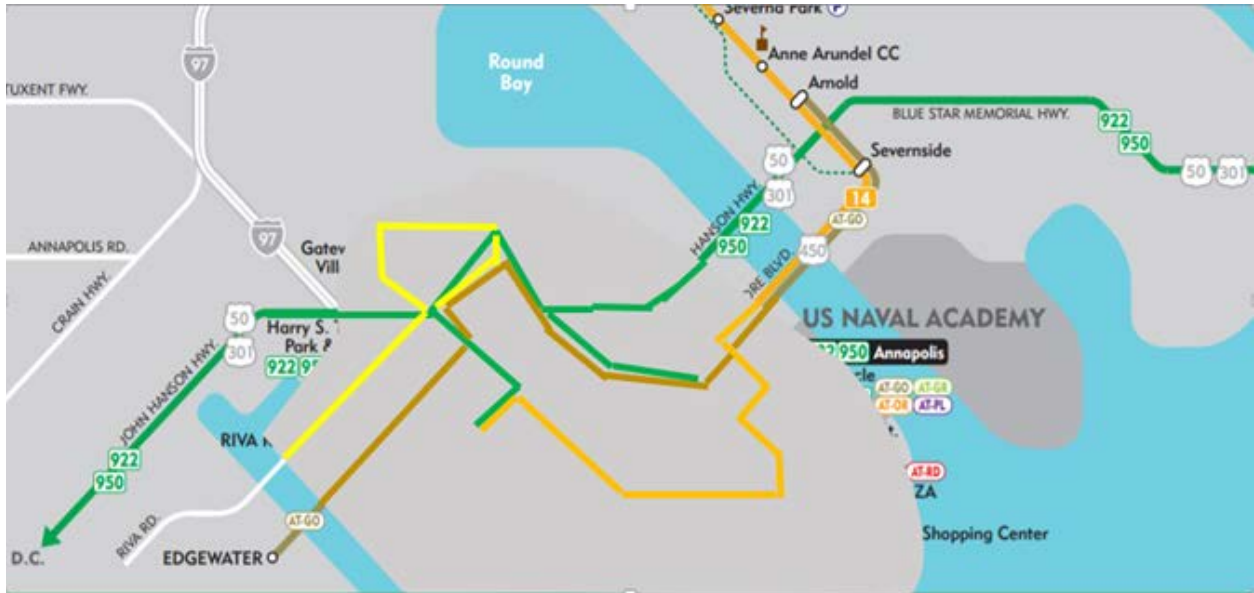 Severna Park P
97
Anne Arundel CC
Round
Bay
Arnold
TUXENT FWY.
BLUE STAR MEMORIAL HWY.
922
950
50
301
Severnside
50
301
14
AT-GO
HANSON HWY.
922
950
450
ANNAPOLIS RD.
97
CRAIN HWY.
50
301
Harry S.
Park &
922
US NAVAL ACADEMY
950 Annapolis
AT-GO AT-GR
AT-OR AT-PL
JOHN HANSON HWY.
922
950
RIVA
AT-RD
ZA
AT-GO
RIVA RD.
Shopping Center
D.C.
EDGEWATER